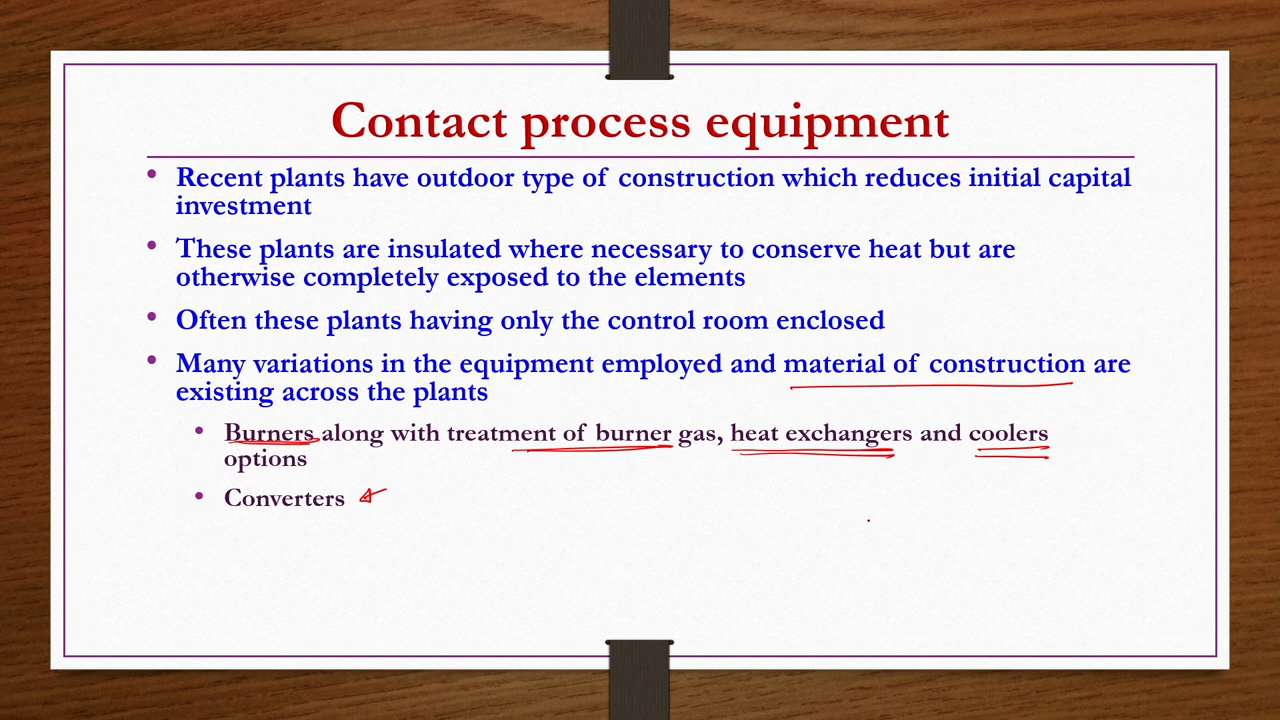 Contact process equipment
• Recent plants have outdoor type of construction which reduces initial capital
investment
• These plants are insulated where necessary to conserve heat but are
otherwise completely exposed to the elements
• Often these plants having only the control room enclosed
• Many variations in the equipment employed and material of construction are
existing across the plants
• Burners along with treatment of burner gas, heat exchangers and coolers
options
• Converters